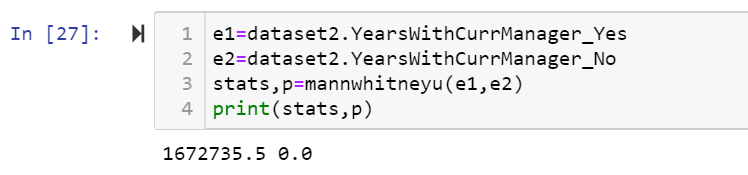 In [27]:
1 e1=dataset2.YearsWithCurrManager_Yes
2 e2=dataset2.YearsWithCurrManager_No
3 stats,p=mannwhitneyu(e1,e2)
4 print(stats,p)
1672735.5 0.0